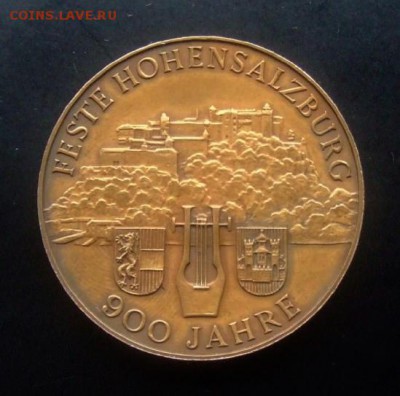 COINS.LAVE.RU
FESTE HOHENSALZBURG
900 JAHRE